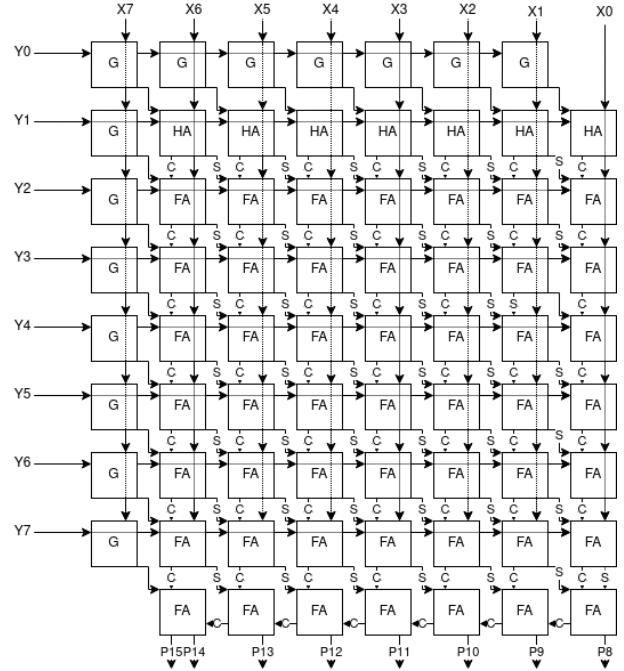 X7 X6 X5 X4 X3 X2 X1 X0
Y0 G G G G G G G
Y1 G HA HA HA HA HA HA HA
C S C S C S C S C S C S C
Y2 G FA FA FA FA FA FA FA
C S C S C S C S C S C C
Y3 G FA FA FA FA FA FA FA
C S C S C S C S C S S C
Y4 G FA FA FA FA FA FA FA
C S C S C S C S C S C C
Y5 G FA FA FA FA FA FA FA
C S C S C S C S C S C S C
Y6 G FA FA FA FA FA FA FA
C S C S C S C S C S C C
Y7 G FA FA FA FA FA FA FA
C S C S C S C S C S C S C S
FA C FA C FA C FA C FA C FA C FA
P15 P14 P13 P12 P11 P10 P9 P8